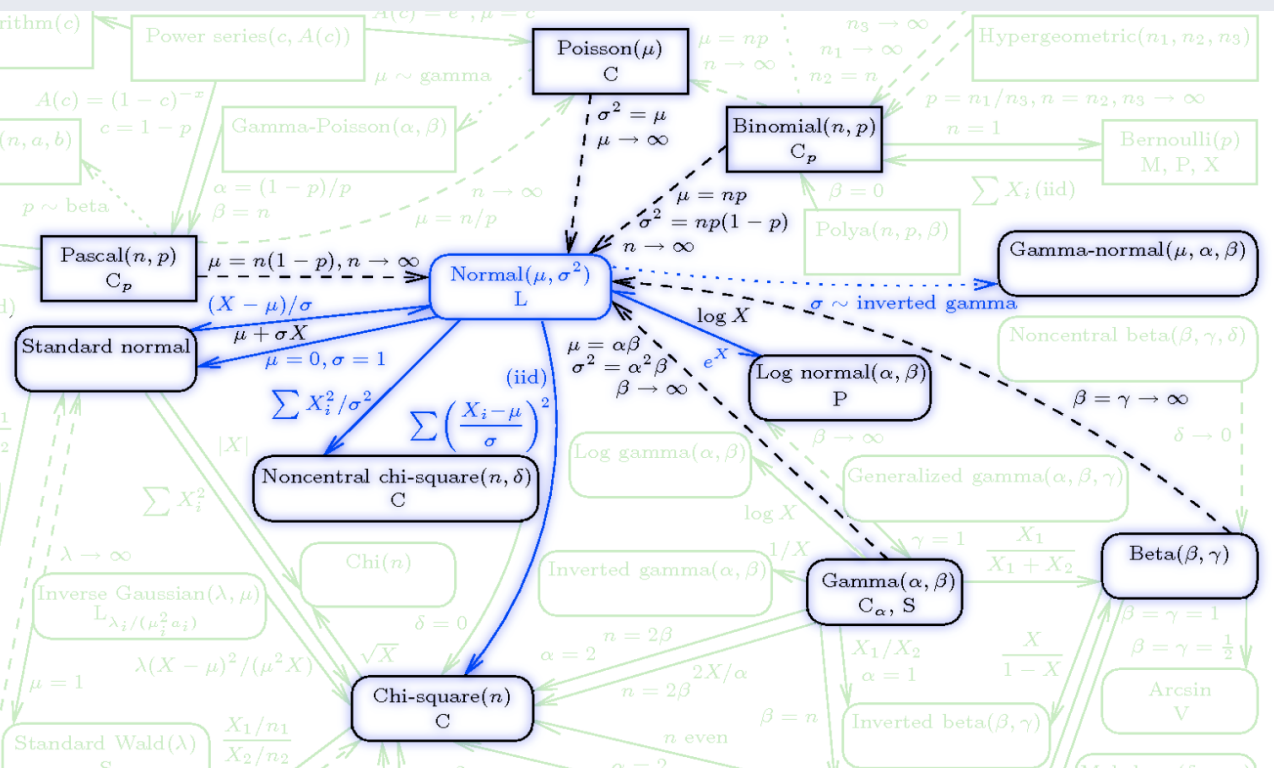 rithm(c)
Power series(c, A(c))
μ = c
A(c) = (1 − c)^{−x}
c = 1 − p
μ ∼ gamma
Poisson(μ)
C
μ = np
n → ∞
n₃ → ∞
n₁ → ∞
n₂ = n
Hypergeometric(n₁, n₂, n₃)
p = n₁/n₃, n = n₂, n₃ → ∞
(n, a, b)
Gamma-Poisson(α, β)
σ² = μ
μ → ∞
Binomial(n, p)
C_p
n = 1
Bernoulli(p)
M, P, X
∑ X_i(iid)
p ∼ beta
α = (1 − p)/p
β = n
n → ∞
μ = n/p
μ = np
σ² = np(1 − p)
n → ∞
β = 0
Polya(n, p, β)
Pascal(n, p)
C_p
μ = n(1 − p), n → ∞
Normal(μ, σ²)
L
Gamma-normal(μ, α, β)
σ ∼ inverted gamma
(X − μ)/σ
μ + σX
μ = 0, σ = 1
Standard normal
log X
e^X
μ = αβ
σ² = α²β
β → ∞
Noncentral beta(β, γ, δ)
Log normal(α, β)
P
β = γ → ∞
δ → 0
∑ X_i²/σ²
(iid)
∑ ((X_i−μ)/σ)²
|X|
∑ X_i²
Noncentral chi-square(n, δ)
C
Log gamma(α, β)
β → ∞
Generalized gamma(α, β, γ)
log X
γ = 1
X₁/(X₁ + X₂)
λ → ∞
Chi(n)
1/X
Inverted gamma(α, β)
Gamma(α, β)
C_α, S
Beta(β, γ)
Inverse Gaussian(λ, μ)
L_{λ_i/(μ_i² a_i)}
δ = 0
√X
λ(X − μ)²/(μ²X)
μ = 1
n = 2β
α = 2
2X/α
n = 2β
X₁/X₂
α = 1
X/(1 − X)
β = γ = 1
β = γ = 1/2
Chi-square(n)
C
Arcsin
V
β = n
Inverted beta(β, γ)
n even
Standard Wald(λ)
X₁/n₁
X₂/n₂